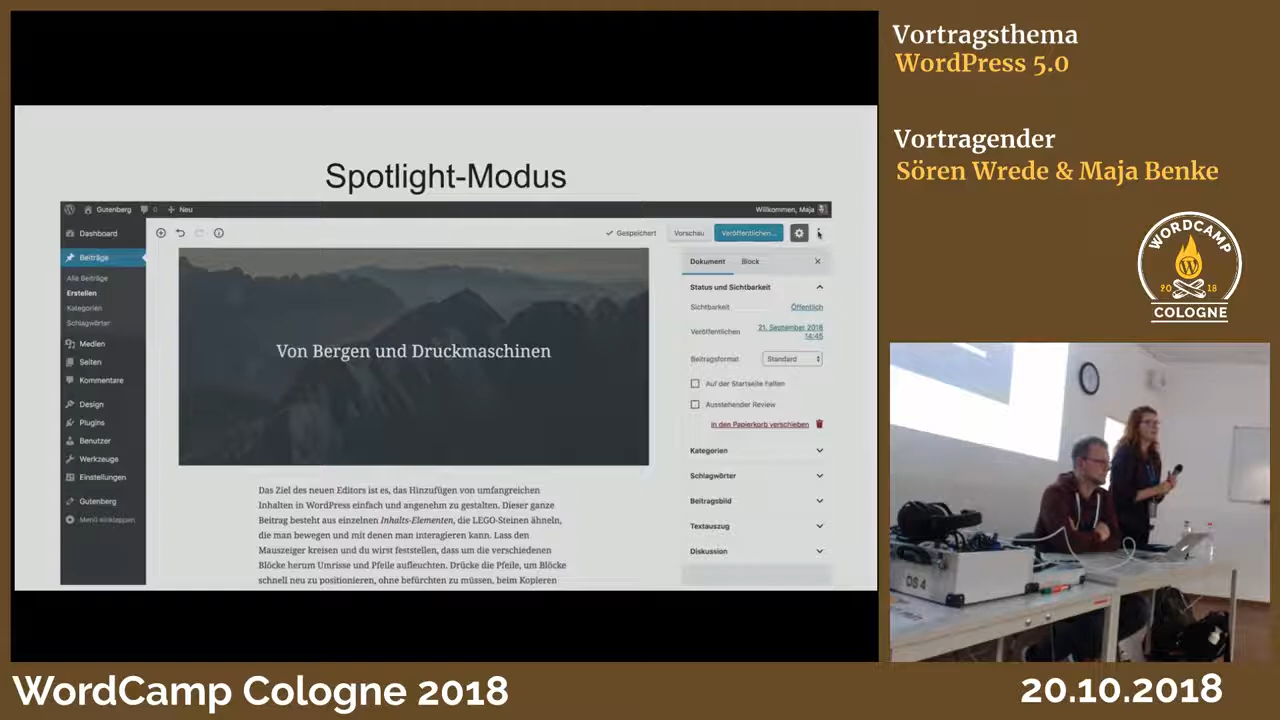 Vortragsthema
WordPress 5.0
Vortragender
Sören Wrede & Maja Benke
WORDCAMP
2018
COLOGNE
Spotlight-Modus
Gutenberg
0
Neu
Willkommen, Maja
Dashboard
Beiträge
Alle Beiträge
Erstellen
Kategorien
Schlagwörter
Medien
Seiten
Kommentare
Design
Plugins
Benutzer
Werkzeuge
Einstellungen
Gutenberg
Menü einklappen
Gespeichert
Vorschau
Veröffentlichen...
Von Bergen und Druckmaschinen
Das Ziel des neuen Editors ist es, das Hinzufügen von umfangreichen
Inhalten in WordPress einfach und angenehm zu gestalten. Dieser ganze
Beitrag besteht aus einzelnen Inhalts-Elementen, die LEGO-Steinen ähneln,
die man bewegen und mit denen man interagieren kann. Lass den
Mauszeiger kreisen und du wirst feststellen, dass um die verschiedenen
Blöcke herum Umrisse und Pfeile aufleuchten. Drücke die Pfeile, um Blöcke
schnell neu zu positionieren, ohne befürchten zu müssen, beim Kopieren
Dokument
Block
Status und Sichtbarkeit
Sichtbarkeit
Öffentlich
Veröffentlichen
21. September 2018
14:45
Beitragsformat
Standard
Auf der Startseite halten
Ausstehender Review
In den Papierkorb verschieben
Kategorien
Schlagwörter
Beitragsbild
Textauszug
Diskussion
OS 4
WordCamp Cologne 2018
20.10.2018